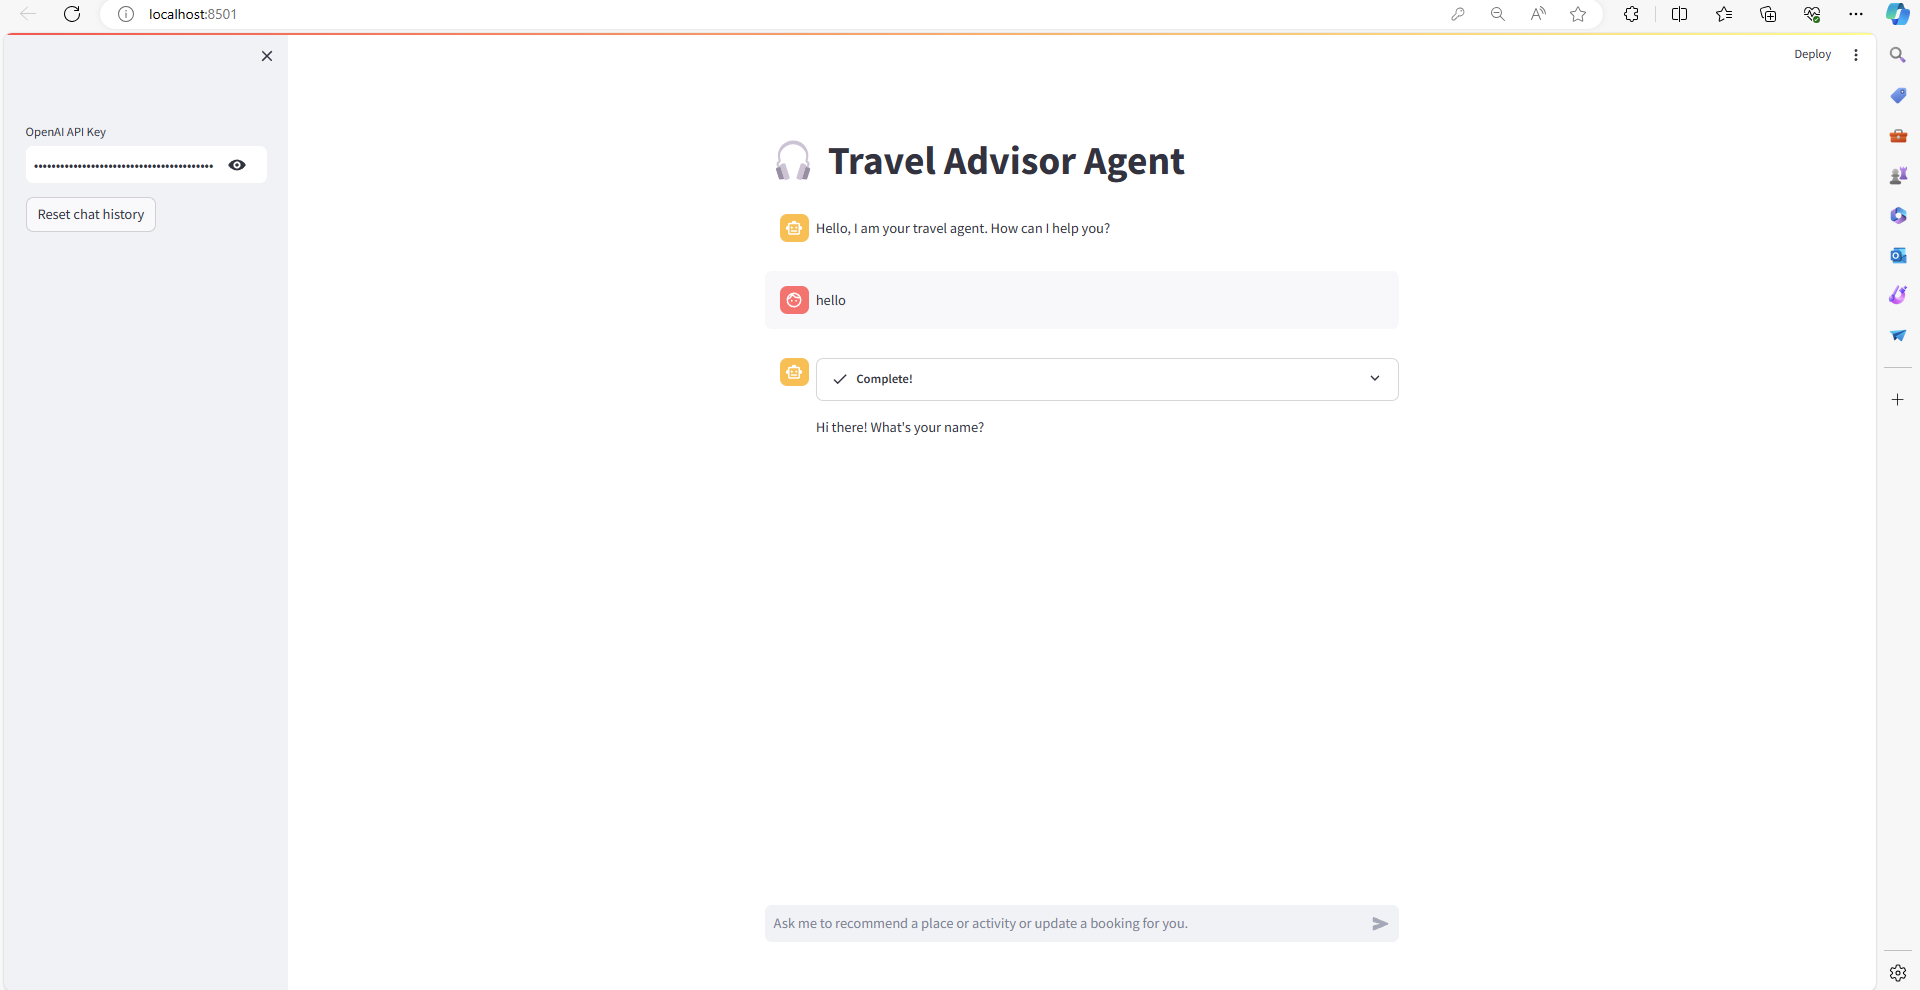 localhost:8501
Deploy
OpenAI API Key
••••••••••••••••••••••••••••••••••••••••
Reset chat history
Travel Advisor Agent
Hello, I am your travel agent. How can I help you?
hello
Complete!
Hi there! What's your name?
Ask me to recommend a place or activity or update a booking for you.